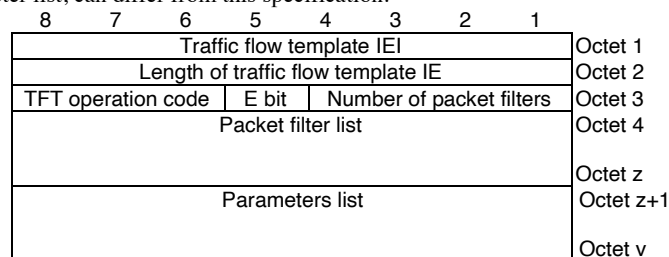 8 7 6 5 4 3 2 1
Traffic flow template IEI Octet 1
Length of traffic flow template IE Octet 2
TFT operation code E bit Number of packet filters Octet 3
Packet filter list Octet 4
Octet z
Parameters list Octet z+1
Octet v